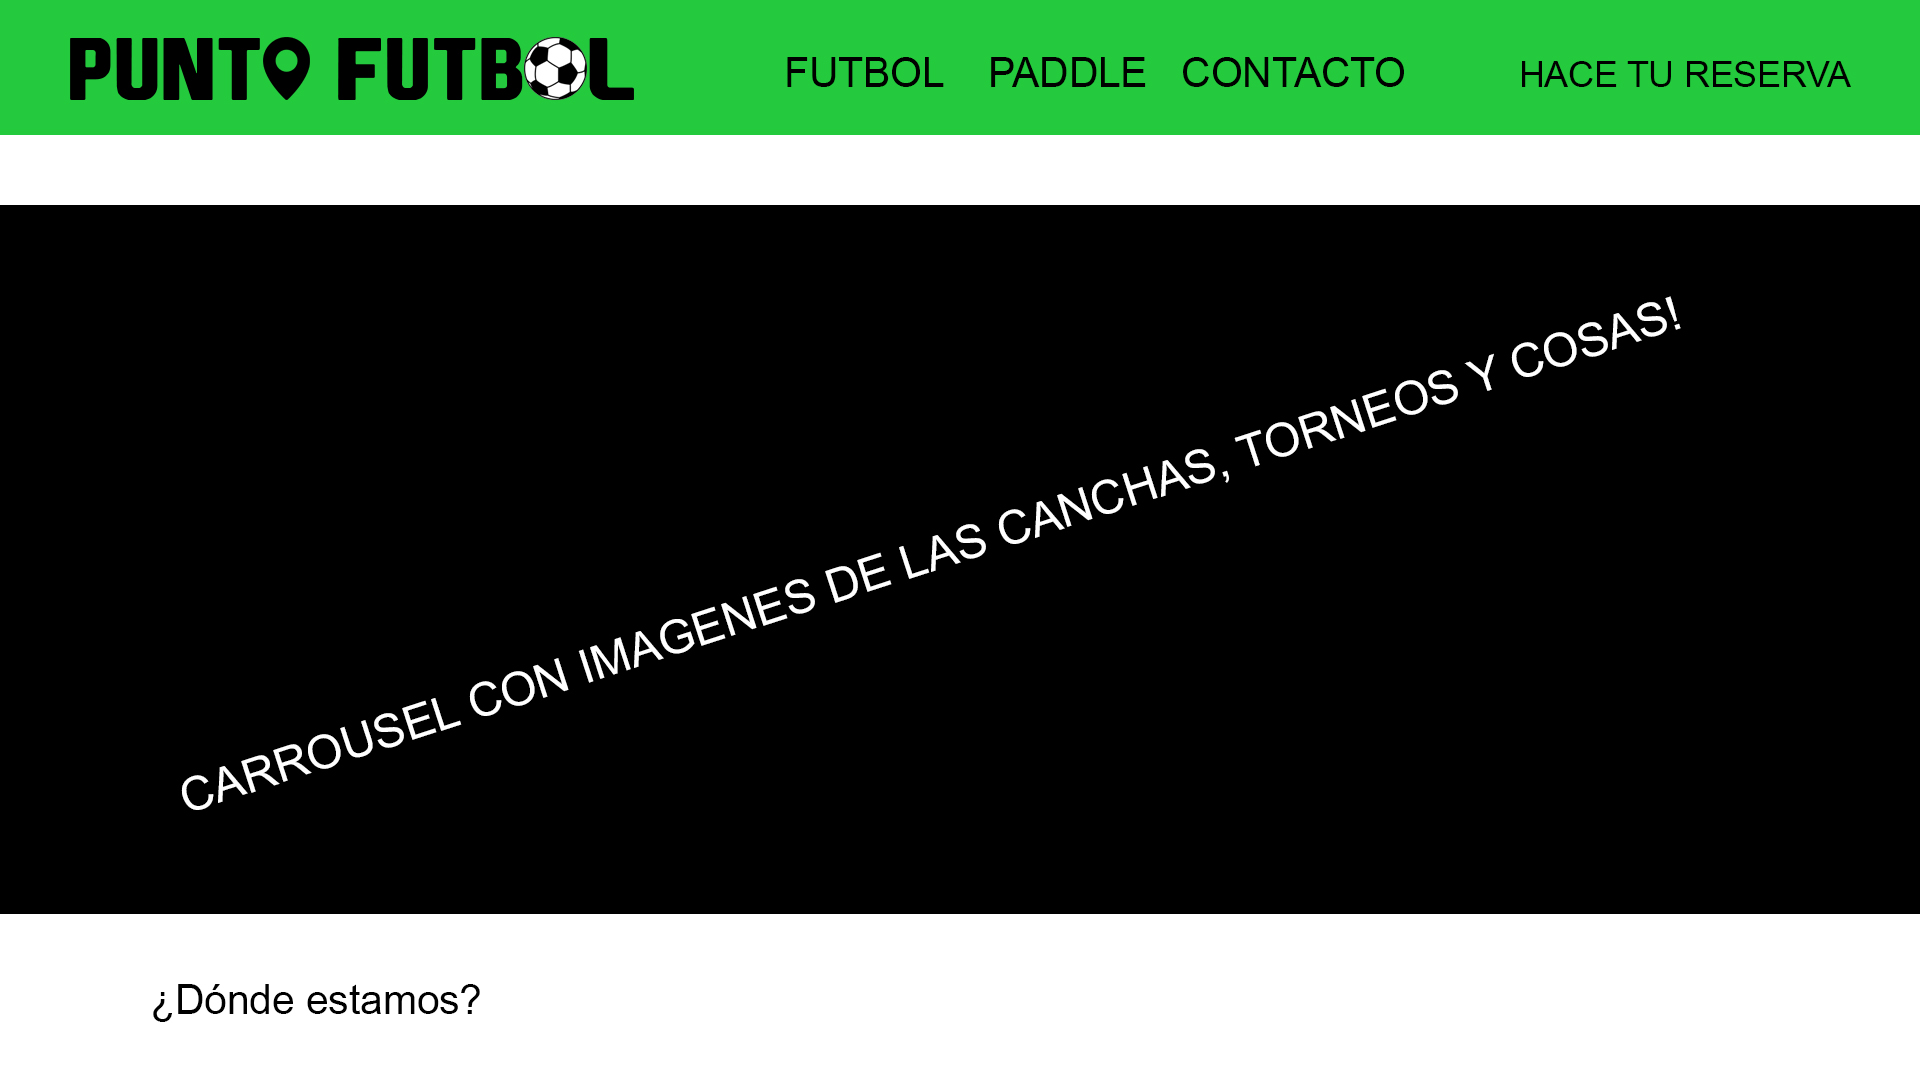 PUNTO FUTBOL
FUTBOL PADDLE CONTACTO HACE TU RESERVA
CARROUSEL CON IMAGENES DE LAS CANCHAS, TORNEOS Y COSAS!
¿Dónde estamos?